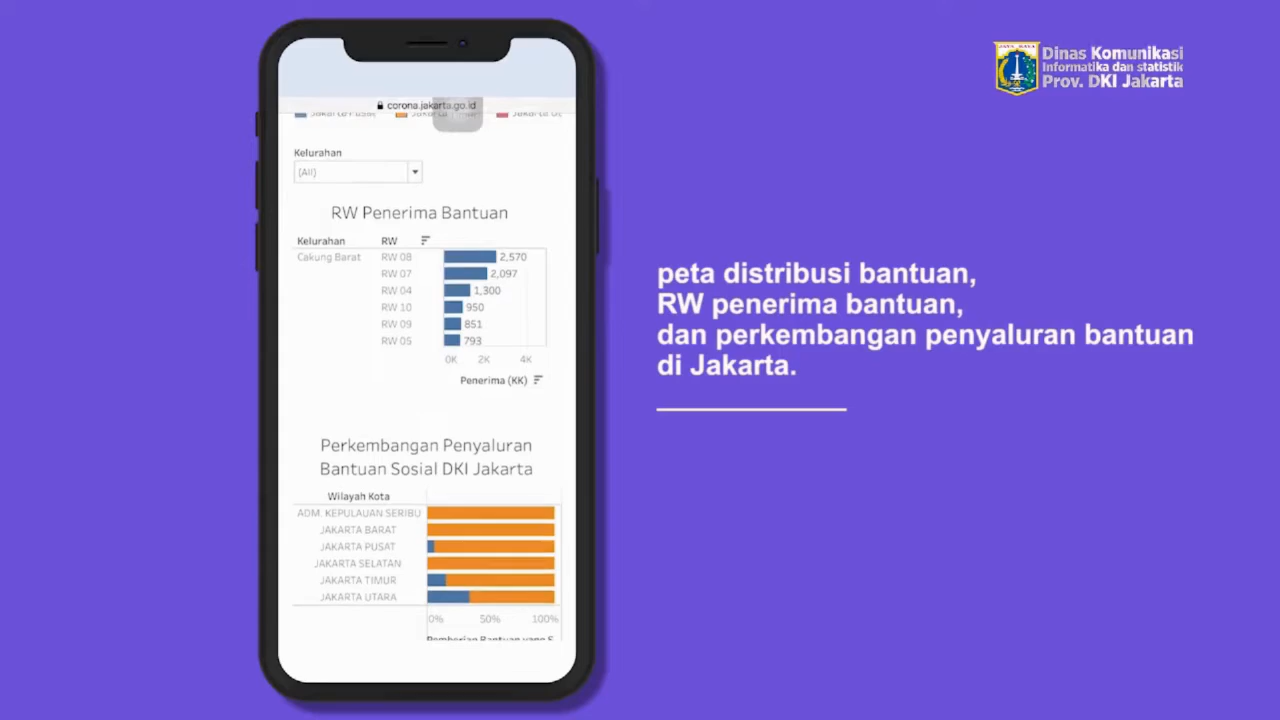 JAYA RAYA
Dinas Komunikasi
Informatika dan statistik
Prov. DKI Jakarta
corona.jakarta.go.id
Kelurahan
(All)
RW Penerima Bantuan
Kelurahan RW
Cakung Barat RW 08 2,570
RW 07 2,097
RW 04 1,300
RW 10 950
RW 09 851
RW 05 793
0K 2K 4K
Penerima (KK)
Perkembangan Penyaluran
Bantuan Sosial DKI Jakarta
Wilayah Kota
ADM. KEPULAUAN SERIBU
JAKARTA BARAT
JAKARTA PUSAT
JAKARTA SELATAN
JAKARTA TIMUR
JAKARTA UTARA
0% 50% 100%
peta distribusi bantuan,
RW penerima bantuan,
dan perkembangan penyaluran bantuan
di Jakarta.